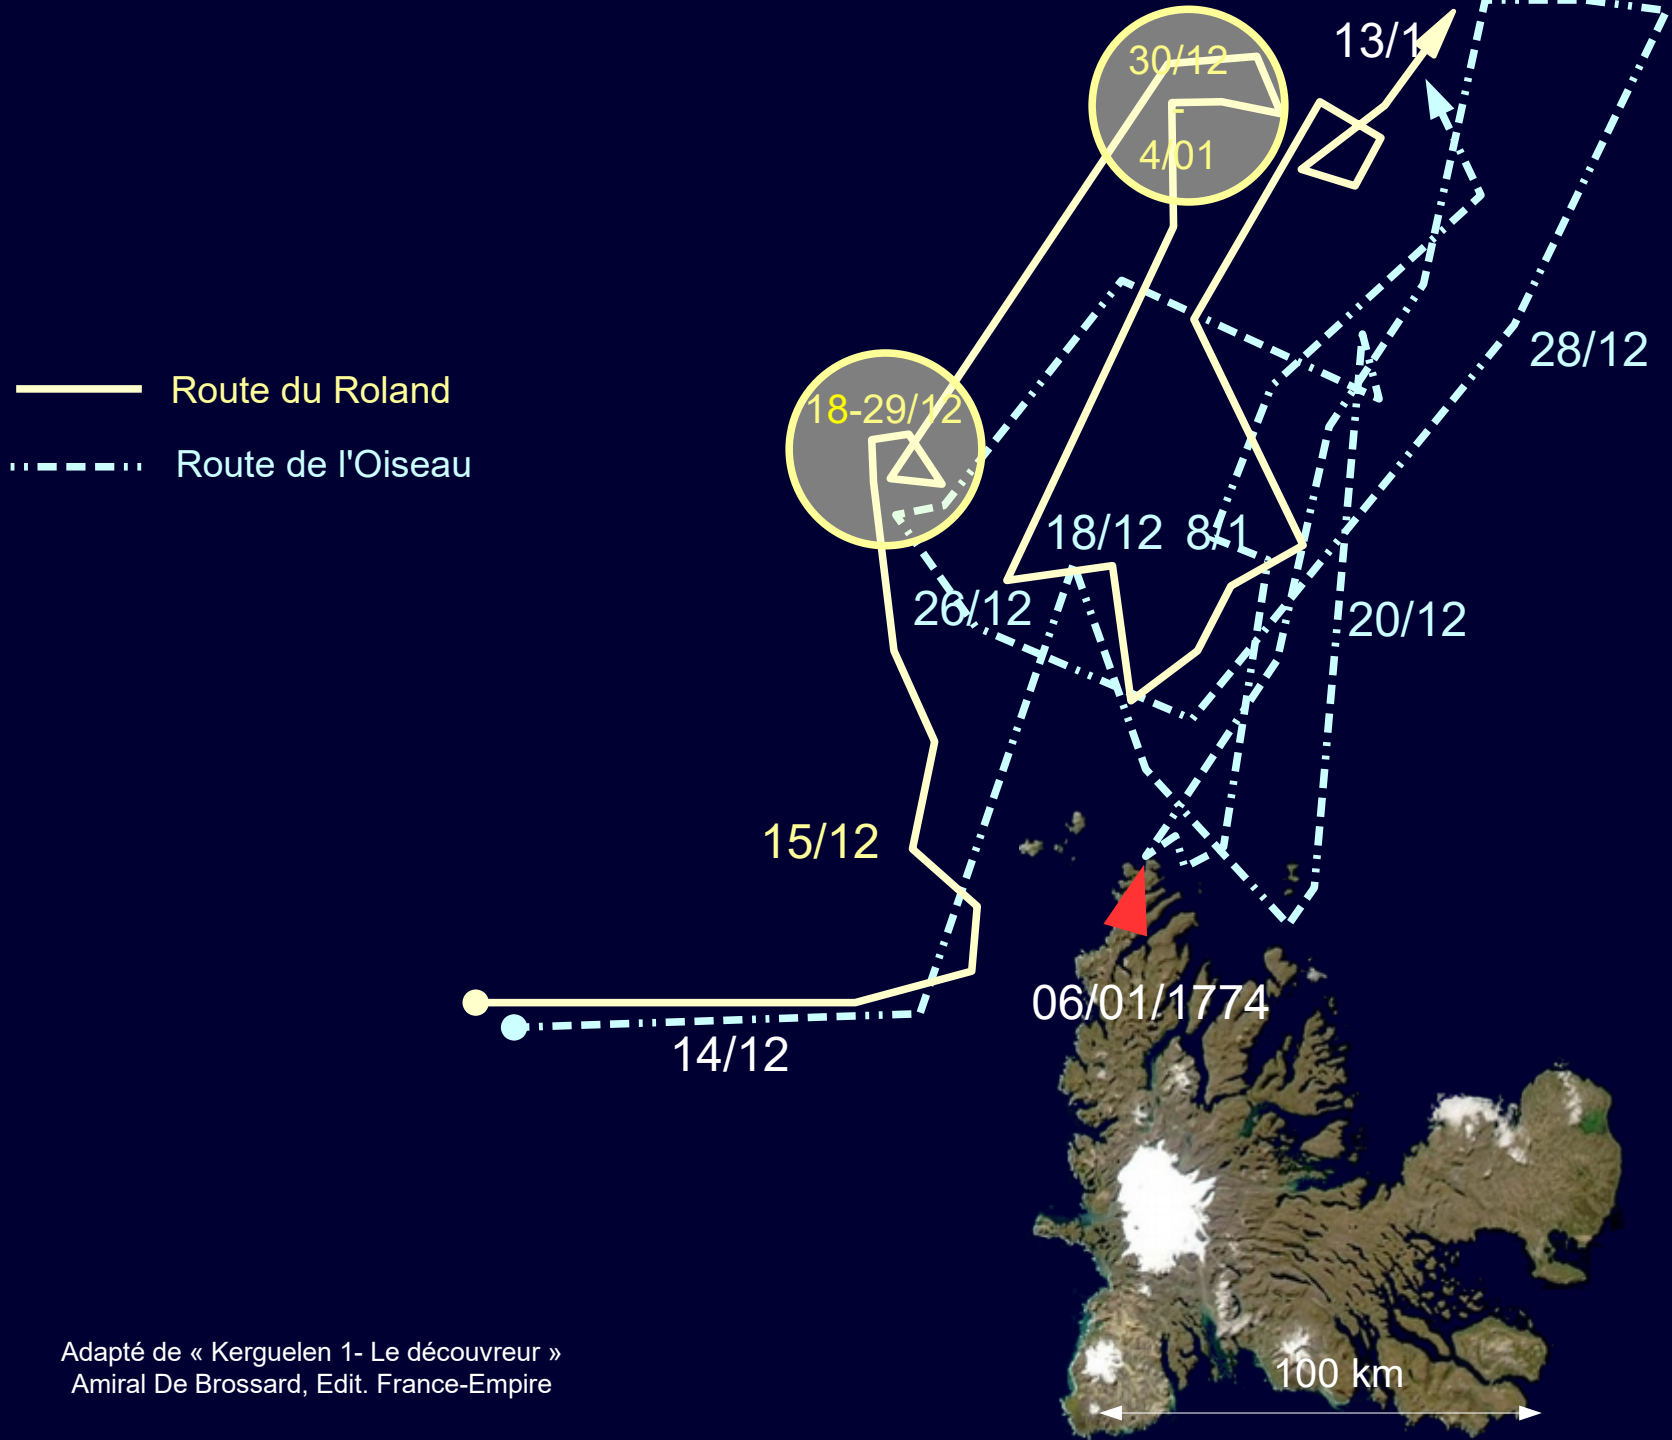 13/1
30/12
-
4/01
28/12
Route du Roland
18-29/12
Route de l'Oiseau
18/12
8/1
26/12
20/12
15/12
06/01/1774
14/12
Adapté de « Kerguelen 1- Le découvreur »
Amiral De Brossard, Edit. France-Empire
100 km